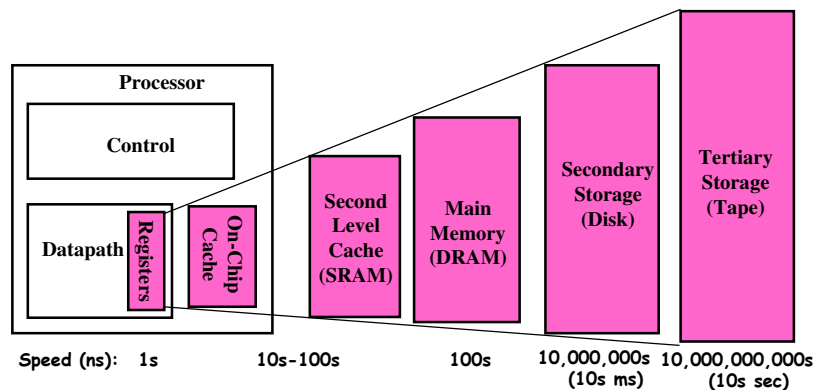 Processor
Control
Datapath
Registers
On-Chip
Cache
Second
Level
Cache
(SRAM)
Main
Memory
(DRAM)
Secondary
Storage
(Disk)
Tertiary
Storage
(Tape)
Speed (ns): 1s 10s-100s 100s 10,000,000s 10,000,000,000s
(10s ms) (10s sec)